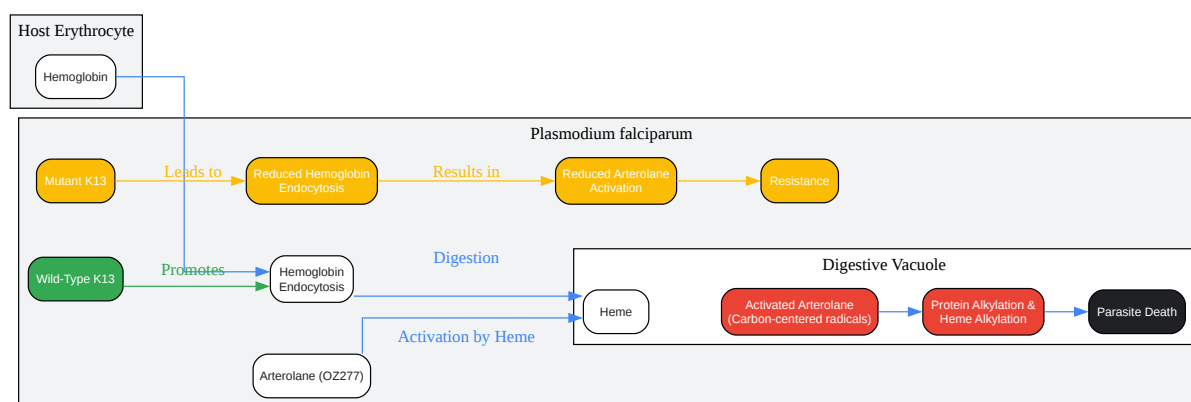 Host Erythrocyte
Hemoglobin
Plasmodium falciparum
Mutant K13
Leads to
Reduced Hemoglobin
Endocytosis
Results in
Reduced Arterolane
Activation
Resistance
Wild-Type K13
Promotes
Hemoglobin
Endocytosis
Digestion
Digestive Vacuole
Heme
Activated Arterolane
(Carbon-centered radicals)
Protein Alkylation &
Heme Alkylation
Parasite Death
Activation by Heme
Arterolane (OZ277)